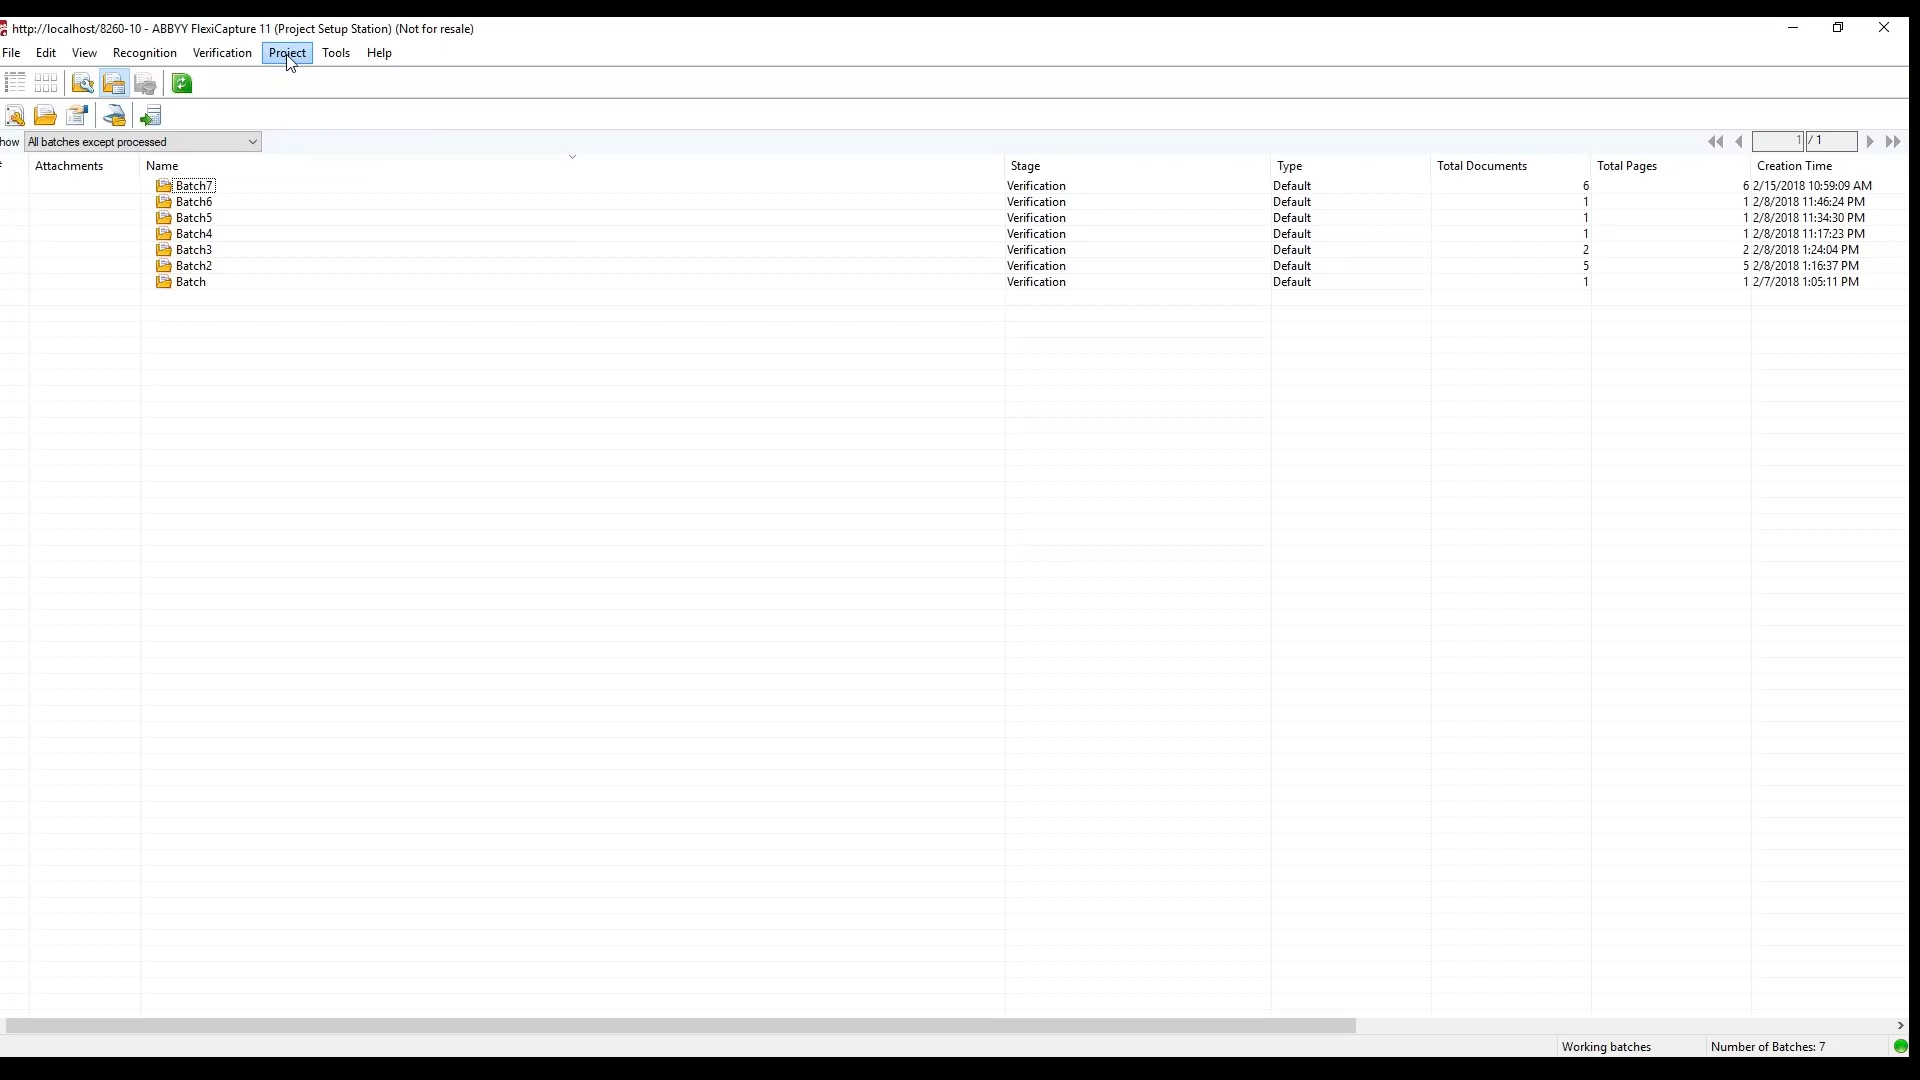 http://localhost/8260-10 - ABBYY FlexiCapture 11 (Project Setup Station) (Not for resale)
File Edit View Recognition Verification Project Tools Help
how All batches except processed 1 / 1
Attachments Name Stage Type Total Documents Total Pages Creation Time
Batch7 Verification Default 6 6 2/15/2018 10:59:09 AM
Batch6 Verification Default 1 1 2/8/2018 11:46:24 PM
Batch5 Verification Default 1 1 2/8/2018 11:34:30 PM
Batch4 Verification Default 1 1 2/8/2018 11:17:23 PM
Batch3 Verification Default 2 2 2/8/2018 1:24:04 PM
Batch2 Verification Default 5 5 2/8/2018 1:16:37 PM
Batch Verification Default 1 1 2/7/2018 1:05:11 PM
Working batches Number of Batches: 7